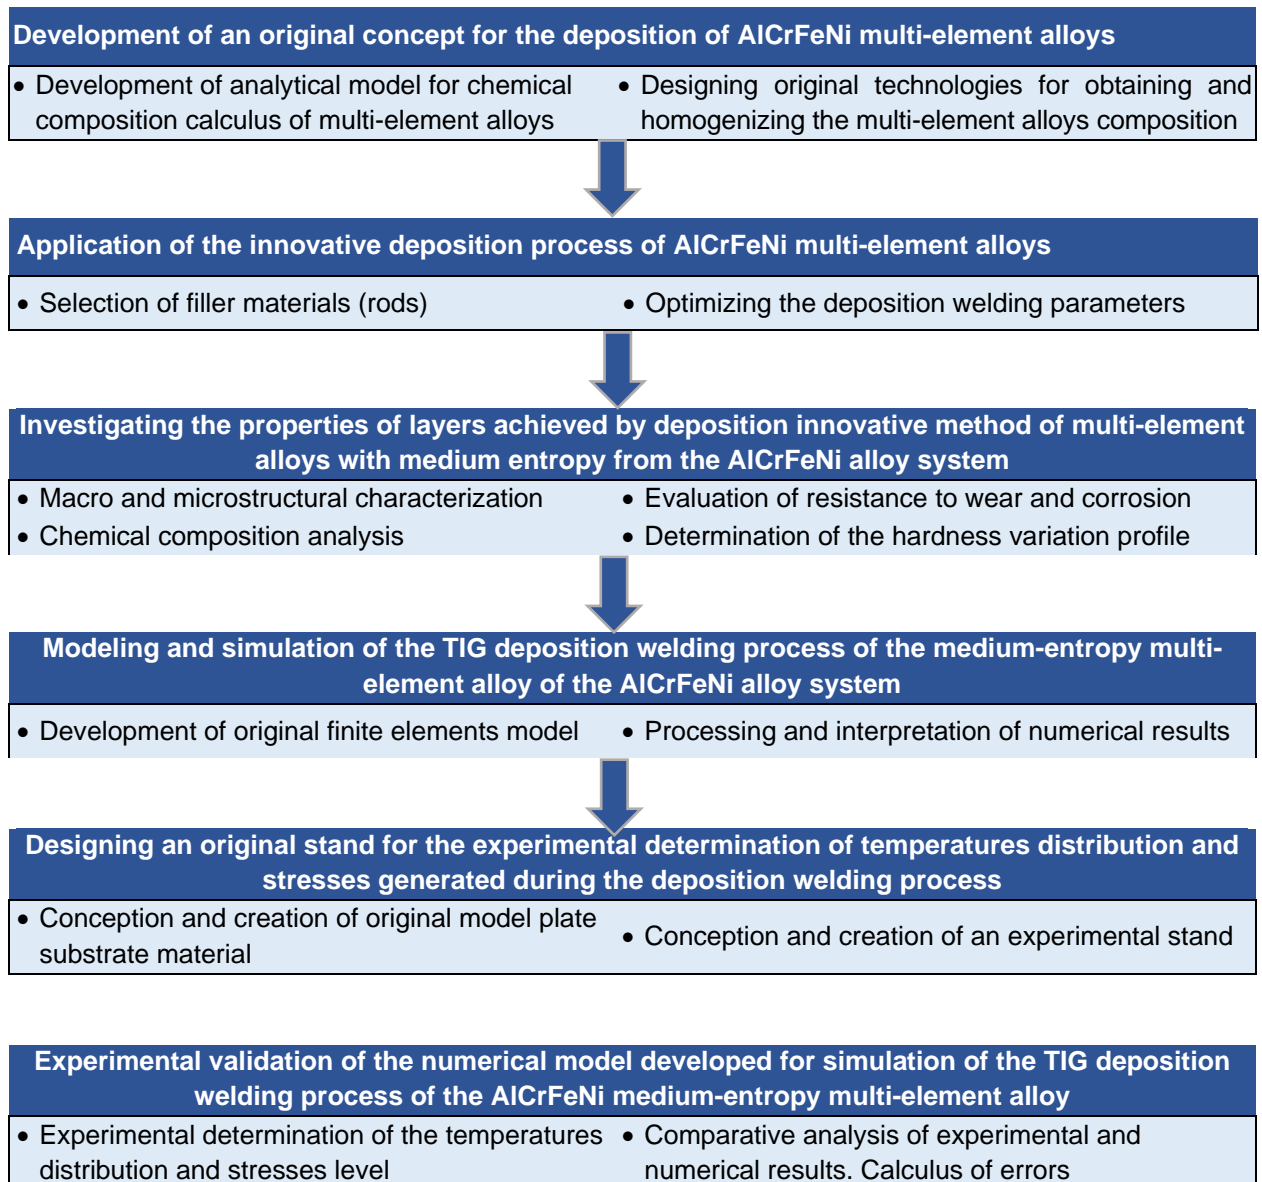 Development of an original concept for the deposition of AlCrFeNi multi-element alloys
• Development of analytical model for chemical
composition calculus of multi-element alloys
• Designing original technologies for obtaining and
homogenizing the multi-element alloys composition
Application of the innovative deposition process of AlCrFeNi multi-element alloys
• Selection of filler materials (rods)
• Optimizing the deposition welding parameters
Investigating the properties of layers achieved by deposition innovative method of multi-element
alloys with medium entropy from the AlCrFeNi alloy system
• Macro and microstructural characterization
• Chemical composition analysis
• Evaluation of resistance to wear and corrosion
• Determination of the hardness variation profile
Modeling and simulation of the TIG deposition welding process of the medium-entropy multi-
element alloy of the AlCrFeNi alloy system
• Development of original finite elements model
• Processing and interpretation of numerical results
Designing an original stand for the experimental determination of temperatures distribution and
stresses generated during the deposition welding process
• Conception and creation of original model plate
substrate material
• Conception and creation of an experimental stand
Experimental validation of the numerical model developed for simulation of the TIG deposition
welding process of the AlCrFeNi medium-entropy multi-element alloy
• Experimental determination of the temperatures
distribution and stresses level
• Comparative analysis of experimental and
numerical results. Calculus of errors